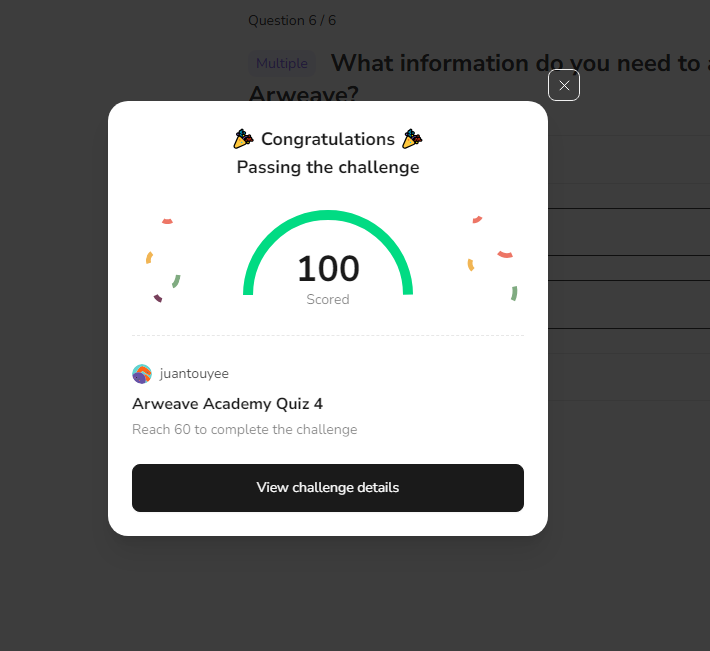 Question 6 / 6
Multiple What information do you need to
Arweave?
Congratulations
Passing the challenge
100
Scored
juantouyee
Arweave Academy Quiz 4
Reach 60 to complete the challenge
View challenge details